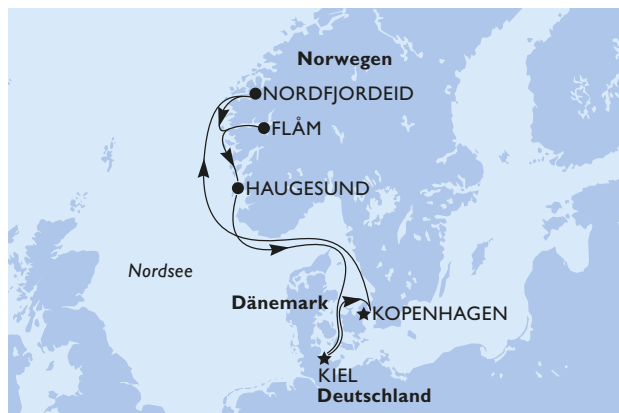 Norwegen
NORDFJORDEID
FLÅM
HAUGESUND
Nordsee
Dänemark
KOPENHAGEN
KIEL
Deutschland